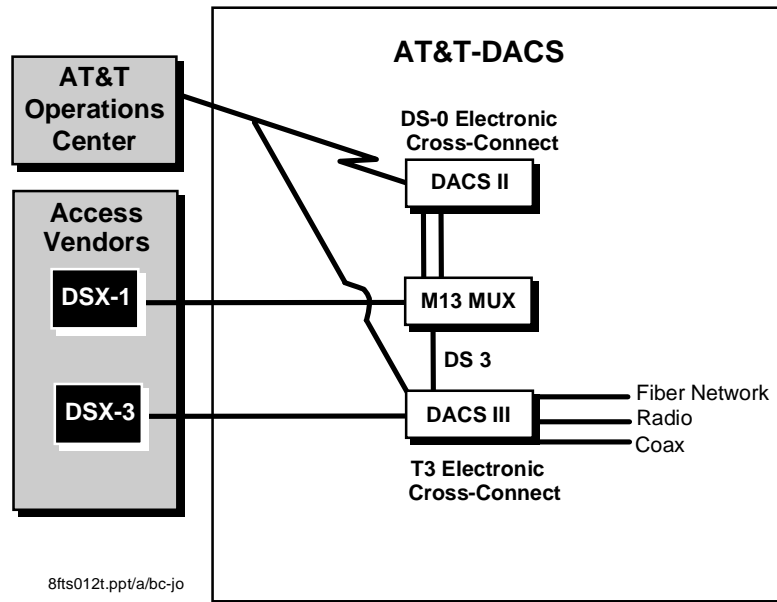 AT&T-DACS
AT&T
Operations
Center
DS-0 Electronic
Cross-Connect
DACS II
Access
Vendors
DSX-1
M13 MUX
DS 3
DSX-3
DACS III
Fiber Network
Radio
Coax
T3 Electronic
Cross-Connect
8fts012t.ppt/a/bc-jo